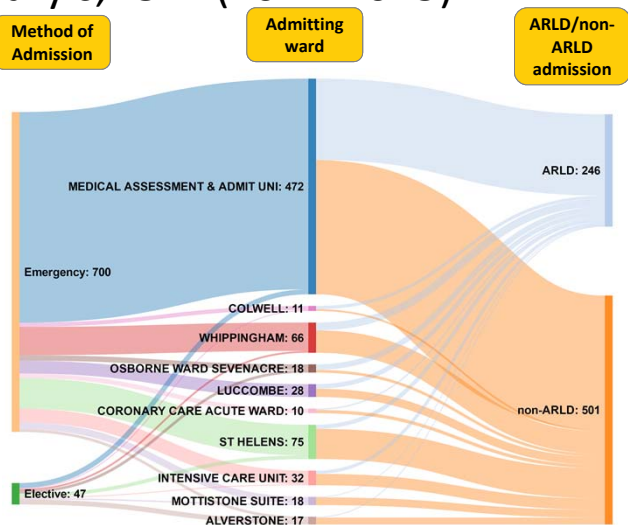 Method of
Admission
Admitting
ward
ARLD/non-
ARLD
admission
MEDICAL ASSESSMENT & ADMIT UNI: 472
ARLD: 246
Emergency: 700
COLWELL: 11
WHIPPINGHAM: 66
OSBORNE WARD SEVENACRE: 18
LUCCOMBE: 28
CORONARY CARE ACUTE WARD: 10
non-ARLD: 501
ST HELENS: 75
INTENSIVE CARE UNIT: 32
Elective: 47
MOTTISTONE SUITE: 18
ALVERSTONE: 17